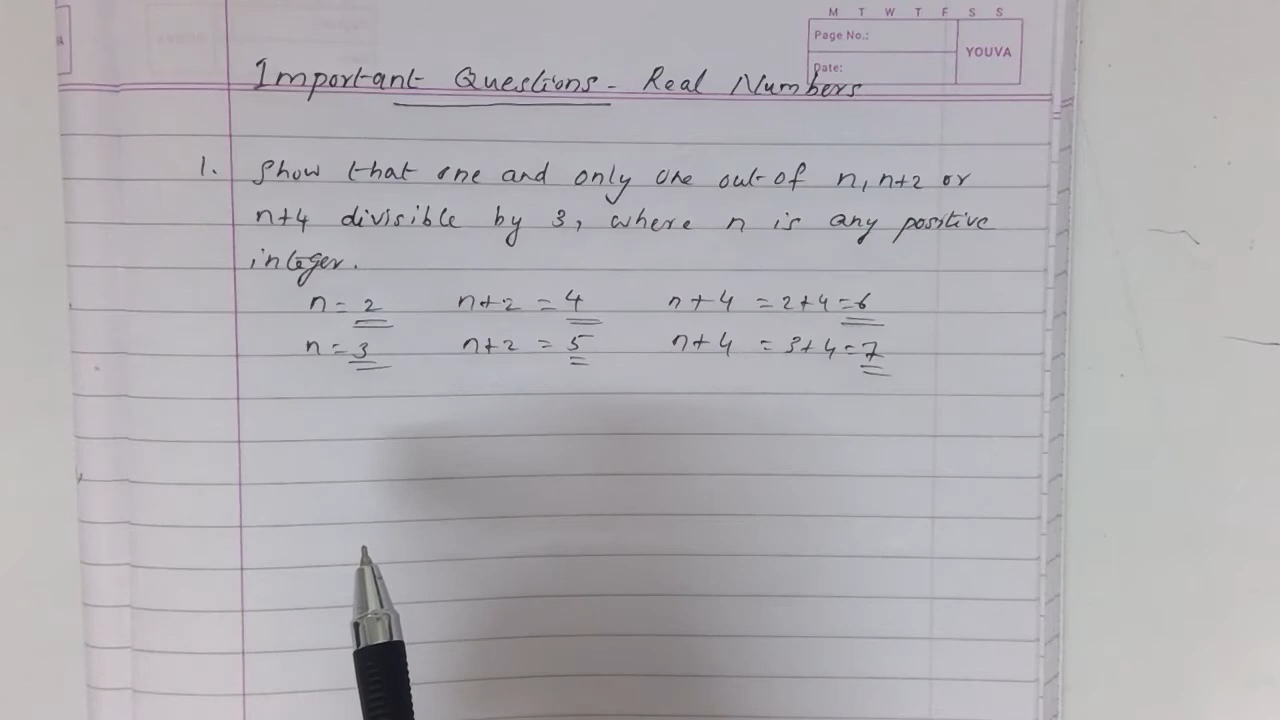 M T W T F S S
Page No.:
YOUVA
Date:
Important Questions - Real Numbers
1. Show that one and only one out of n, n+2 or
n+4 divisible by 3, where n is any positive
integer.
n = 2 n+2 = 4 n+4 = 2+4 = 6
n = 3 n+2 = 5 n+4 = 3+4 = 7